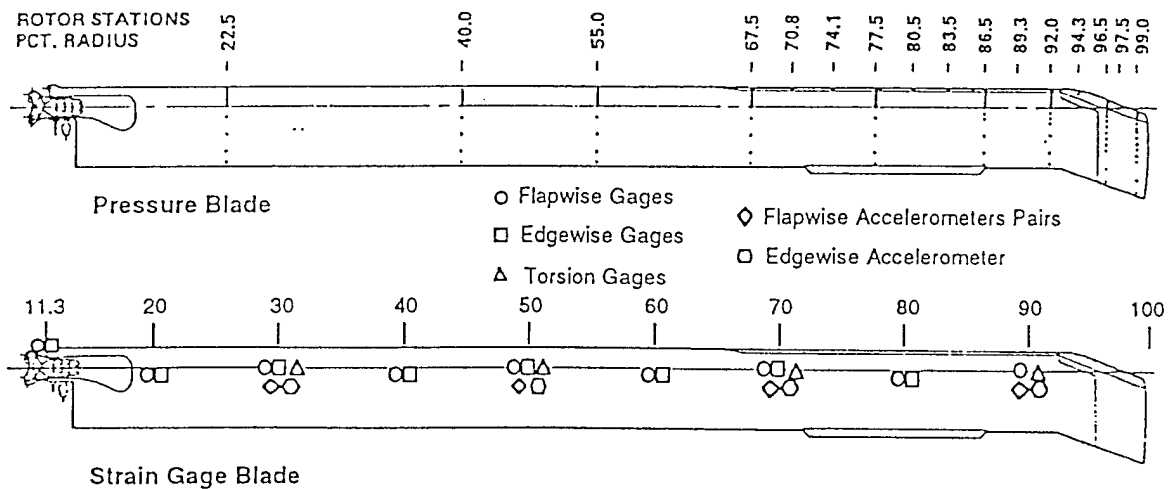 ROTOR STATIONS
PCT. RADIUS
22.5
40.0
55.0
67.5
70.8
74.1
77.5
80.5
83.5
86.5
89.3
92.0
94.3
96.5
97.5
99.0
Pressure Blade
Flapwise Gages
Edgewise Gages
Torsion Gages
Flapwise Accelerometers Pairs
Edgewise Accelerometer
11.3 20 30 40 50 60 70 80 90 100
Strain Gage Blade